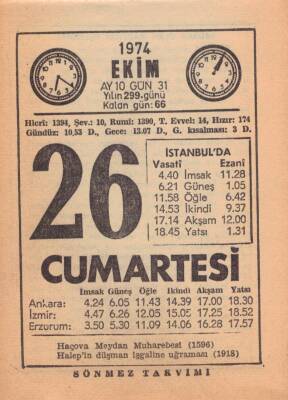 1974
EKİM
AY 10 GÜN 31
Yılın 299.günü
Kalan gün: 66
Hicrî: 1394, Şev.: 10, Rumî: 1390, T. Evvel: 14, Hızır: 174
Gündüz: 10,53 D., Gece: 13.07 D., G. kısalması: 3 D.
26
İSTANBUL'DA
Vasatî Ezanî
4.40 İmsak 11.28
6.21 Güneş 1.05
11.58 Öğle 6.42
14.53 İkindi 9.37
17.14 Akşam 12.00
18.45 Yatsı 1.31
CUMARTESİ
İmsak Güneş Öğle İkindi Akşam Yatsı
Ankara: 4.24 6.05 11.43 14.39 17.00 18.30
İzmir: 4.47 6.26 12.05 15.05 17.25 18.52
Erzurum: 3.50 5.30 11.09 14.06 16.28 17.57
Haçova Meydan Muharebesi (1596)
Halep'in düşman işgaline uğraması (1918)
SÖNMEZ TAKVİMİ